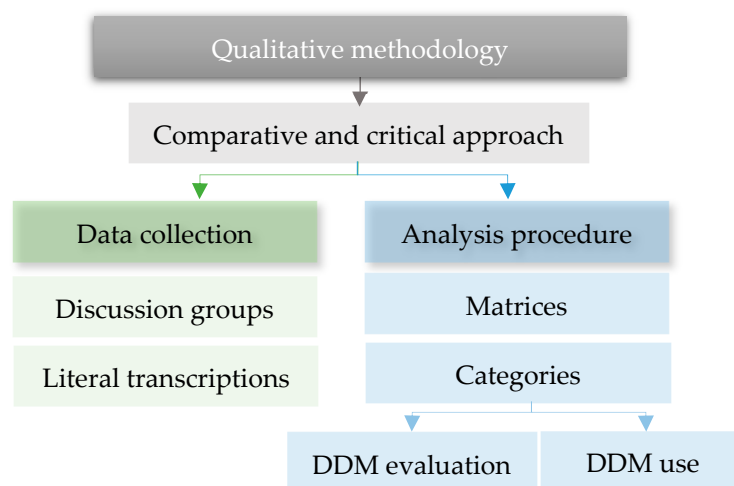 Qualitative methodology
Comparative and critical approach
Data collection
Analysis procedure
Discussion groups
Matrices
Literal transcriptions
Categories
DDM evaluation
DDM use